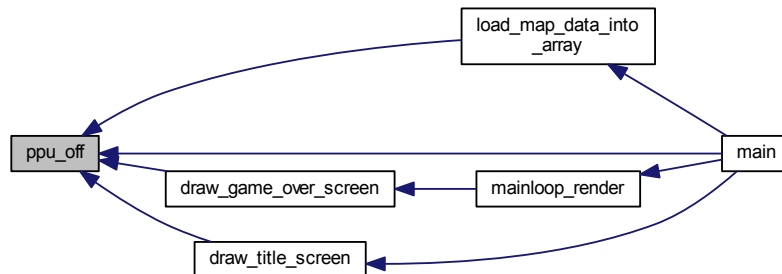 load_map_data_into
_array
ppu_off
main
draw_game_over_screen
mainloop_render
draw_title_screen